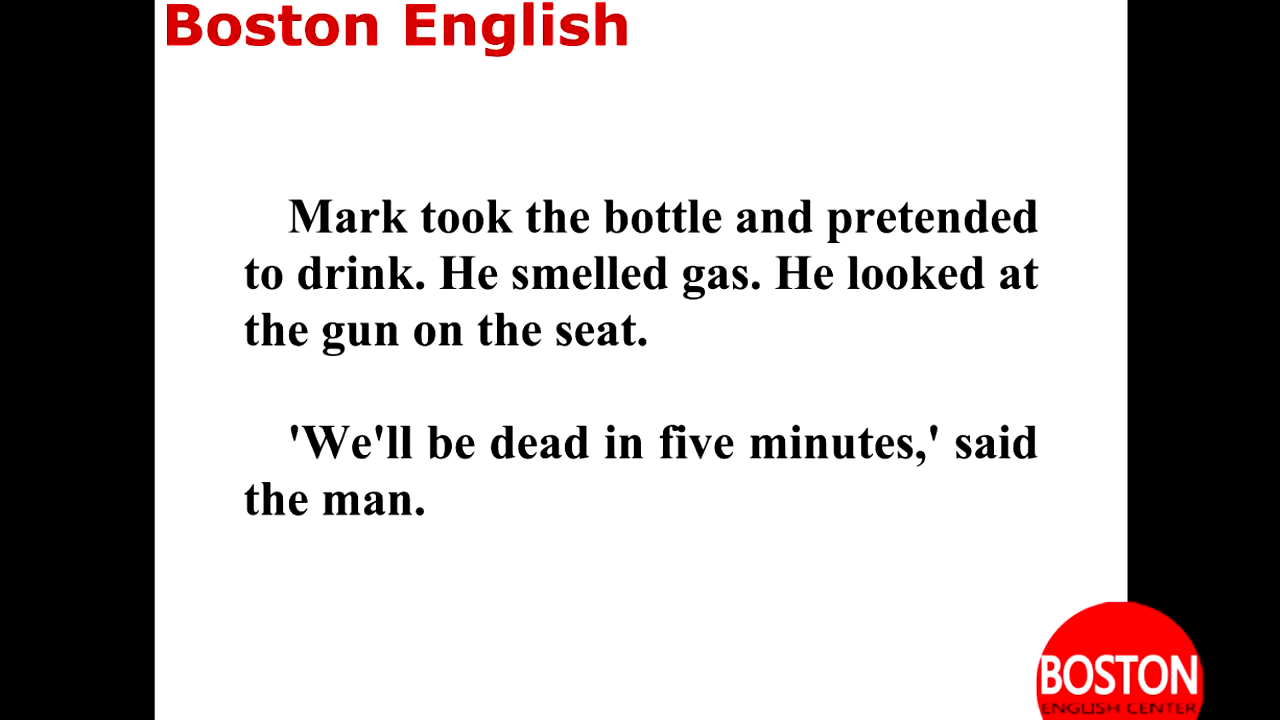 Boston English
Mark took the bottle and pretended
to drink. He smelled gas. He looked at
the gun on the seat.
'We'll be dead in five minutes,' said
the man.
BOSTON
ENGLISH CENTER